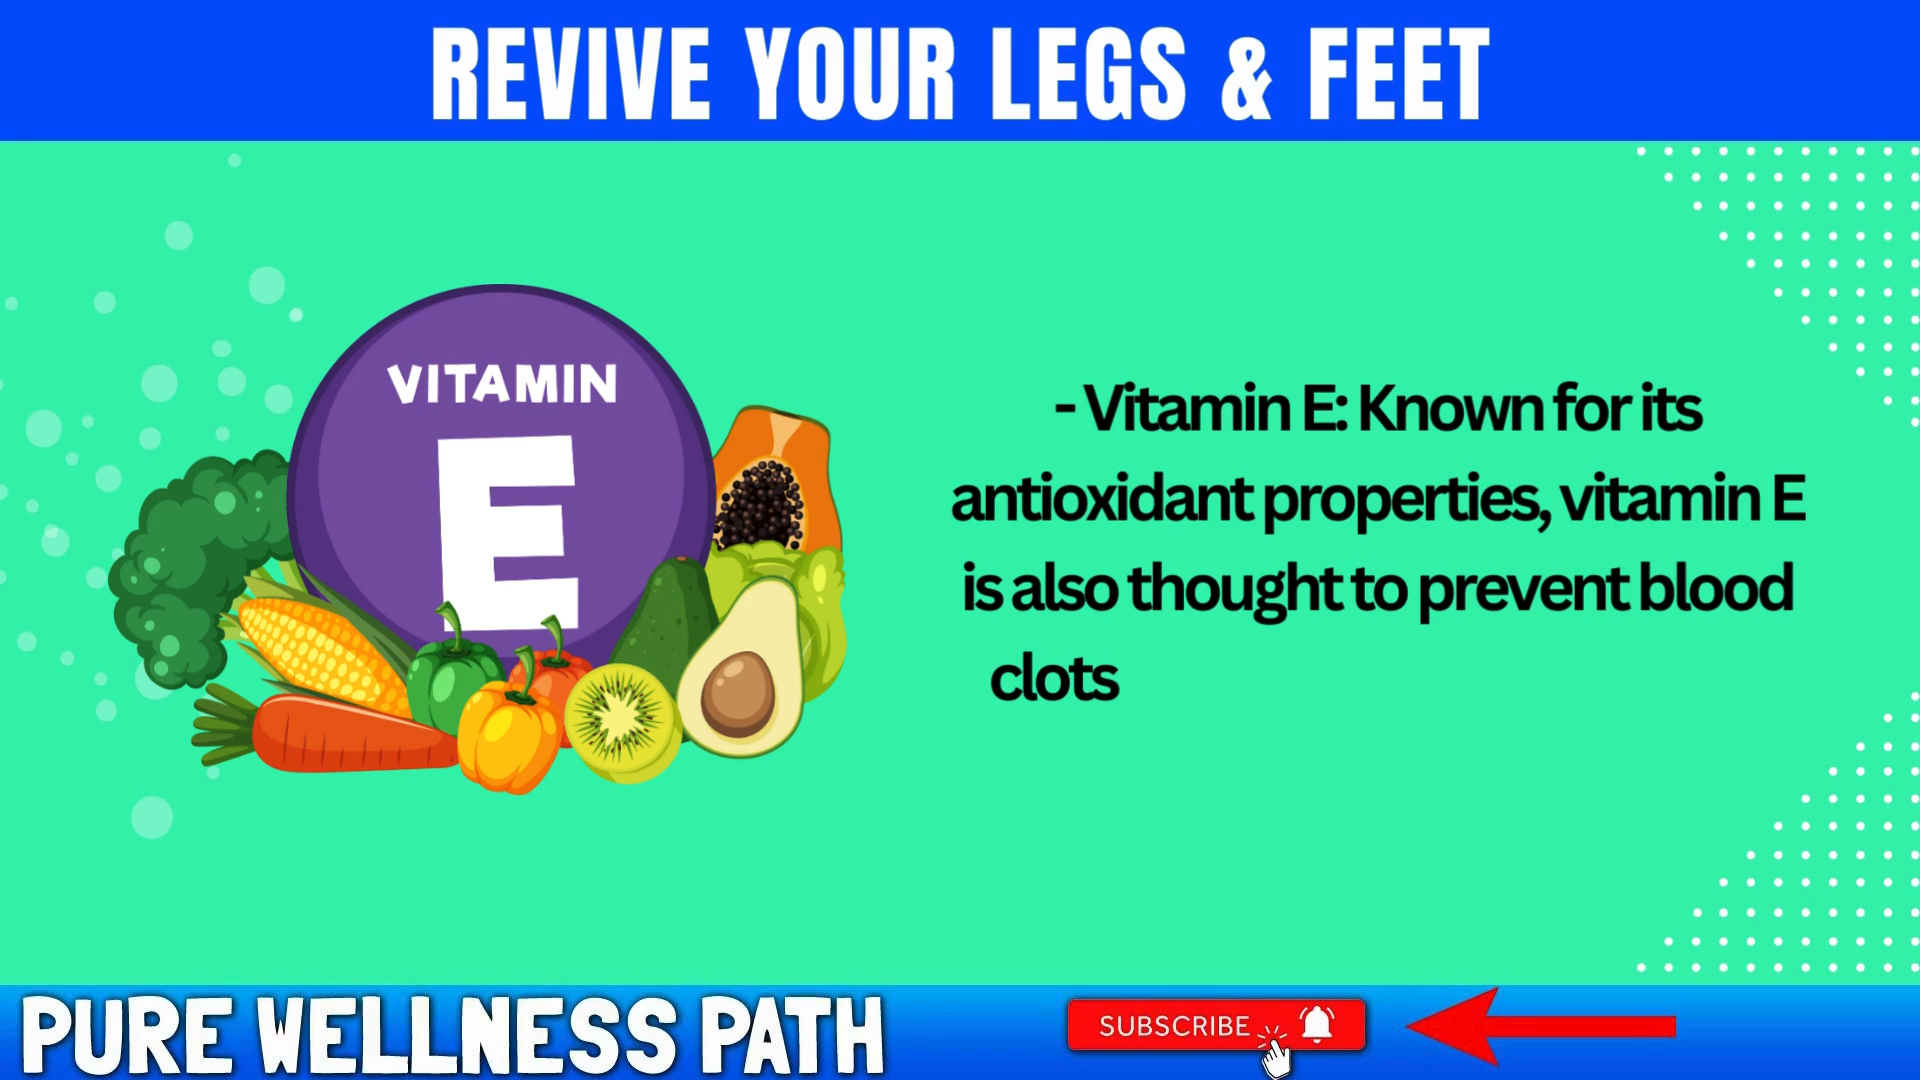 REVIVE YOUR LEGS & FEET
VITAMIN
E
- Vitamin E: Known for its
antioxidant properties, vitamin E
is also thought to prevent blood
clots
PURE WELLNESS PATH
SUBSCRIBE